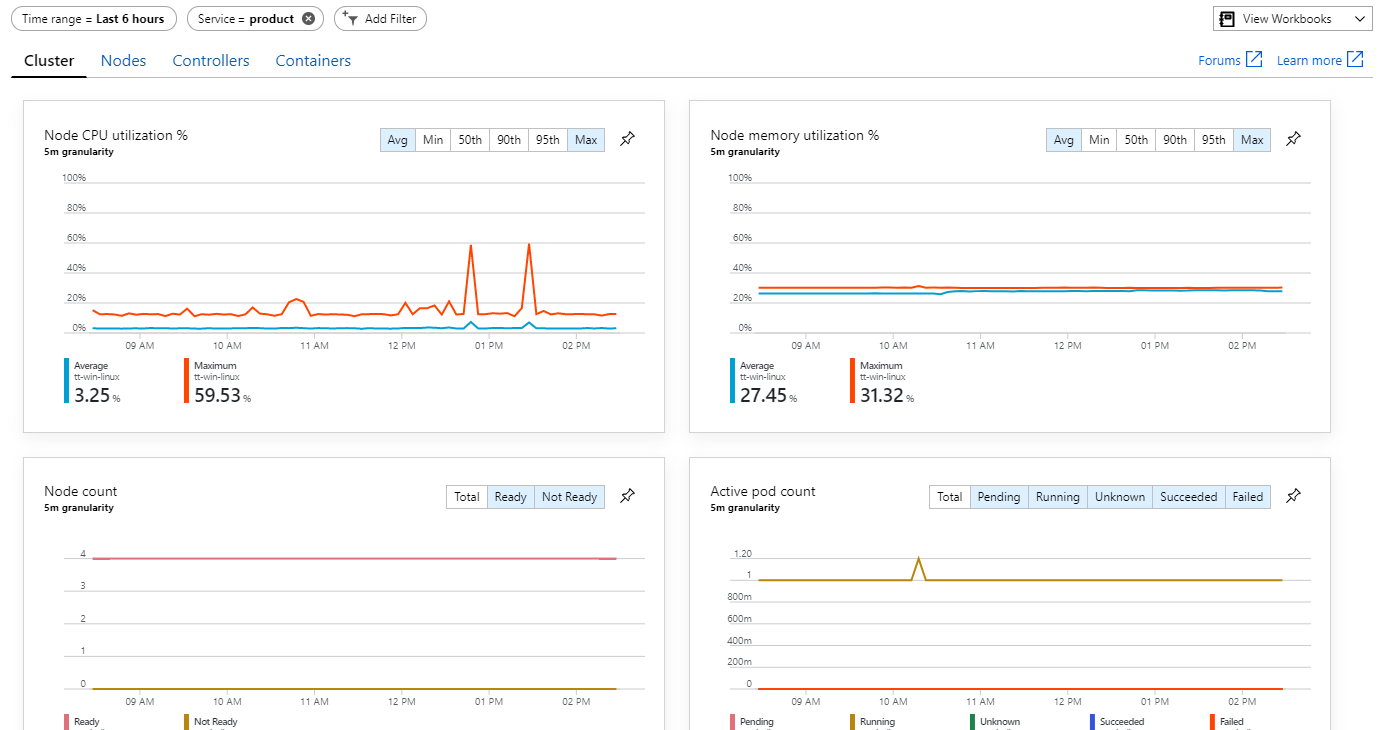 Time range = Last 6 hours
Service = product
Add Filter
View Workbooks
Cluster
Nodes
Controllers
Containers
Forums
Learn more
Node CPU utilization %
5m granularity
Avg Min 50th 90th 95th Max
100%
80%
60%
40%
20%
0%
09 AM 10 AM 11 AM 12 PM 01 PM 02 PM
Average
tt-win-linux
3.25 %
Maximum
tt-win-linux
59.53 %
Node memory utilization %
5m granularity
Avg Min 50th 90th 95th Max
100%
80%
60%
40%
20%
0%
09 AM 10 AM 11 AM 12 PM 01 PM 02 PM
Average
tt-win-linux
27.45 %
Maximum
tt-win-linux
31.32 %
Node count
5m granularity
Total Ready Not Ready
4
3
2
1
0
09 AM 10 AM 11 AM 12 PM 01 PM 02 PM
Ready
Not Ready
Active pod count
5m granularity
Total Pending Running Unknown Succeeded Failed
1.20
1
800m
600m
400m
200m
0
09 AM 10 AM 11 AM 12 PM 01 PM 02 PM
Pending
Running
Unknown
Succeeded
Failed